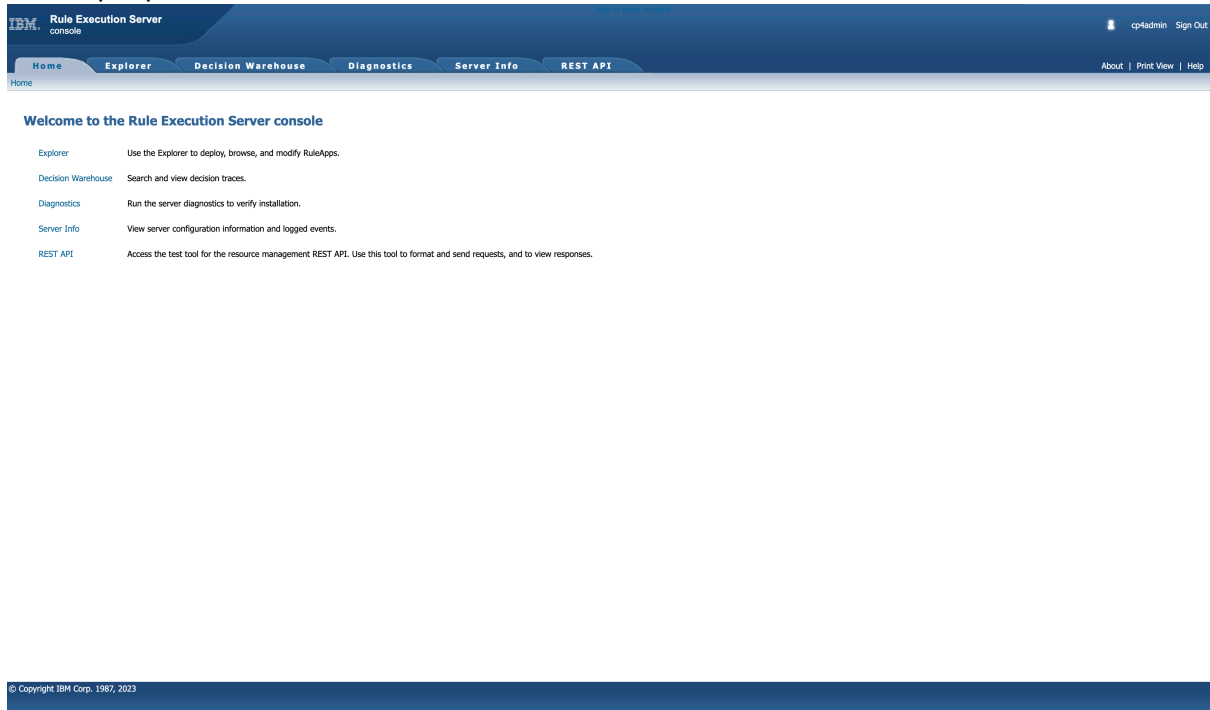 Skip to main content
IBM. Rule Execution Server
console
cp4admin Sign Out
Home Explorer Decision Warehouse Diagnostics Server Info REST API
About | Print View | Help
Home
Welcome to the Rule Execution Server console
Explorer Use the Explorer to deploy, browse, and modify RuleApps.
Decision Warehouse Search and view decision traces.
Diagnostics Run the server diagnostics to verify installation.
Server Info View server configuration information and logged events.
REST API Access the test tool for the resource management REST API. Use this tool to format and send requests, and to view responses.
© Copyright IBM Corp. 1987, 2023